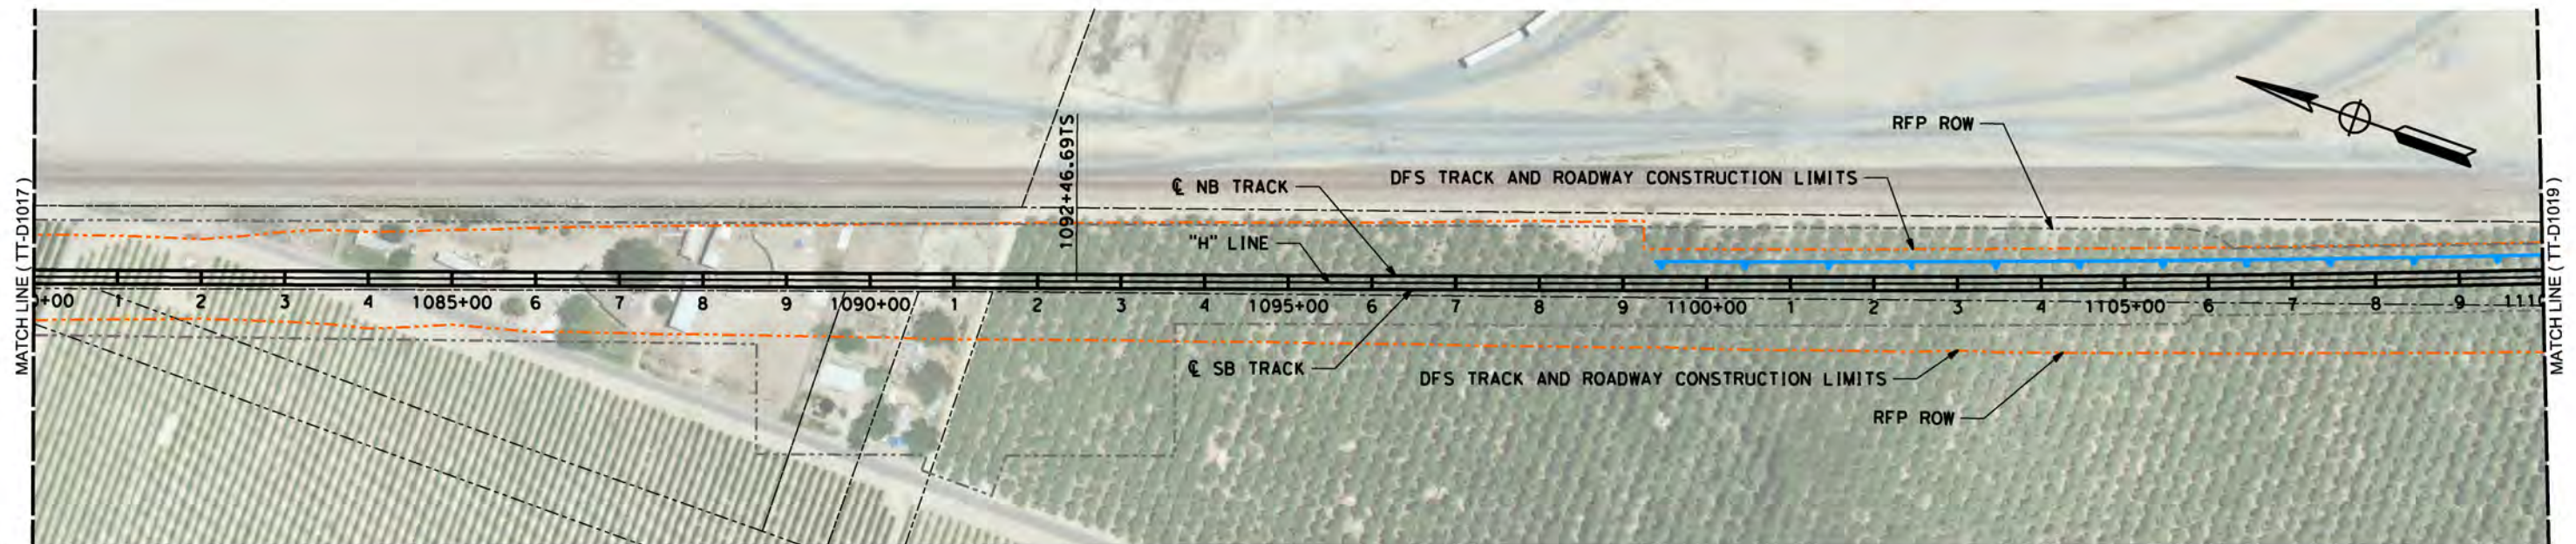 MATCH LINE ( TT-D1017 )
1092+46.69TS
℄ NB TRACK
"H" LINE
℄ SB TRACK
RFP ROW
DFS TRACK AND ROADWAY CONSTRUCTION LIMITS
0+00 1 2 3 4 1085+00 6 7 8 9 1090+00 1 2 3 4 1095+00 6 7 8 9 1100+00 1 2 3 4 1105+00 6 7 8 9 1110
DFS TRACK AND ROADWAY CONSTRUCTION LIMITS
RFP ROW
MATCH LINE ( TT-D1019 )